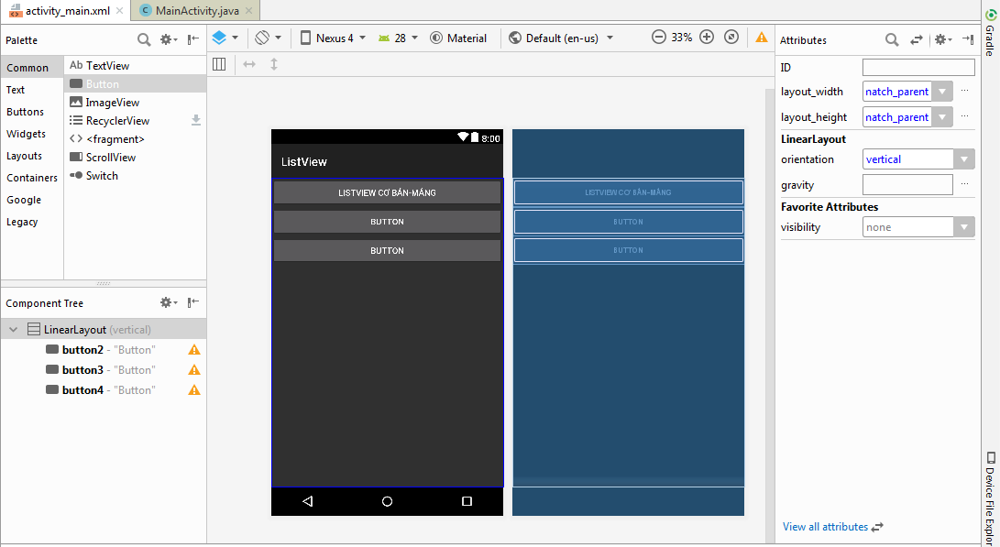 activity_main.xml
MainActivity.java
Palette
Nexus 4
28
Material
Default (en-us)
33%
Attributes
Gradle
Common
Text
Buttons
Widgets
Layouts
Containers
Google
Legacy
Ab TextView
Button
ImageView
RecyclerView
<fragment>
ScrollView
Switch
8:00
ListView
LISTVIEW CƠ BẢN-MẢNG
BUTTON
BUTTON
LISTVIEW CƠ BẢN-MẢNG
BUTTON
BUTTON
ID
layout_width
natch_parent
layout_height
natch_parent
LinearLayout
orientation
vertical
gravity
Favorite Attributes
visibility
none
View all attributes
Component Tree
LinearLayout (vertical)
button2 - "Button"
button3 - "Button"
button4 - "Button"
Device File Explor